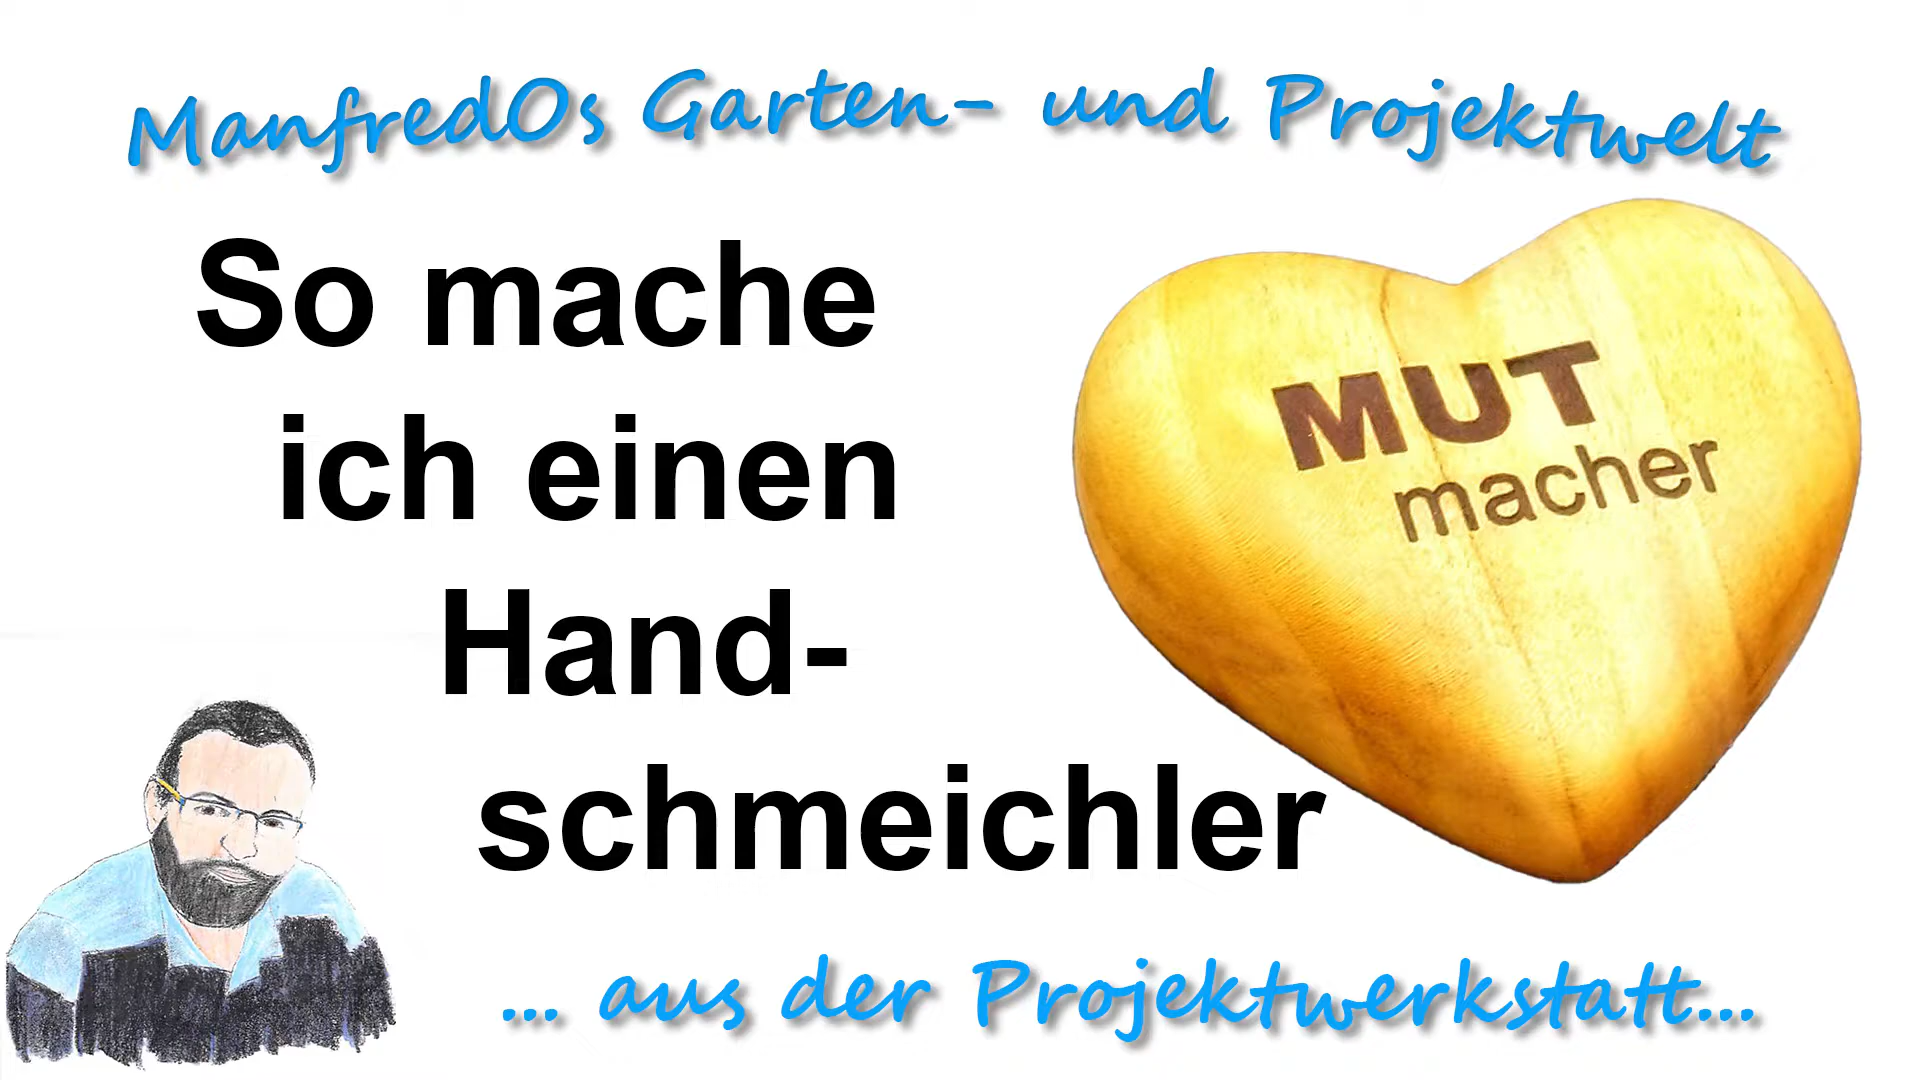 ManfredOs Garten- und Projektwelt
So mache
ich einen
Hand-
schmeichler
MUT
macher
... aus der Projektwerkstatt...